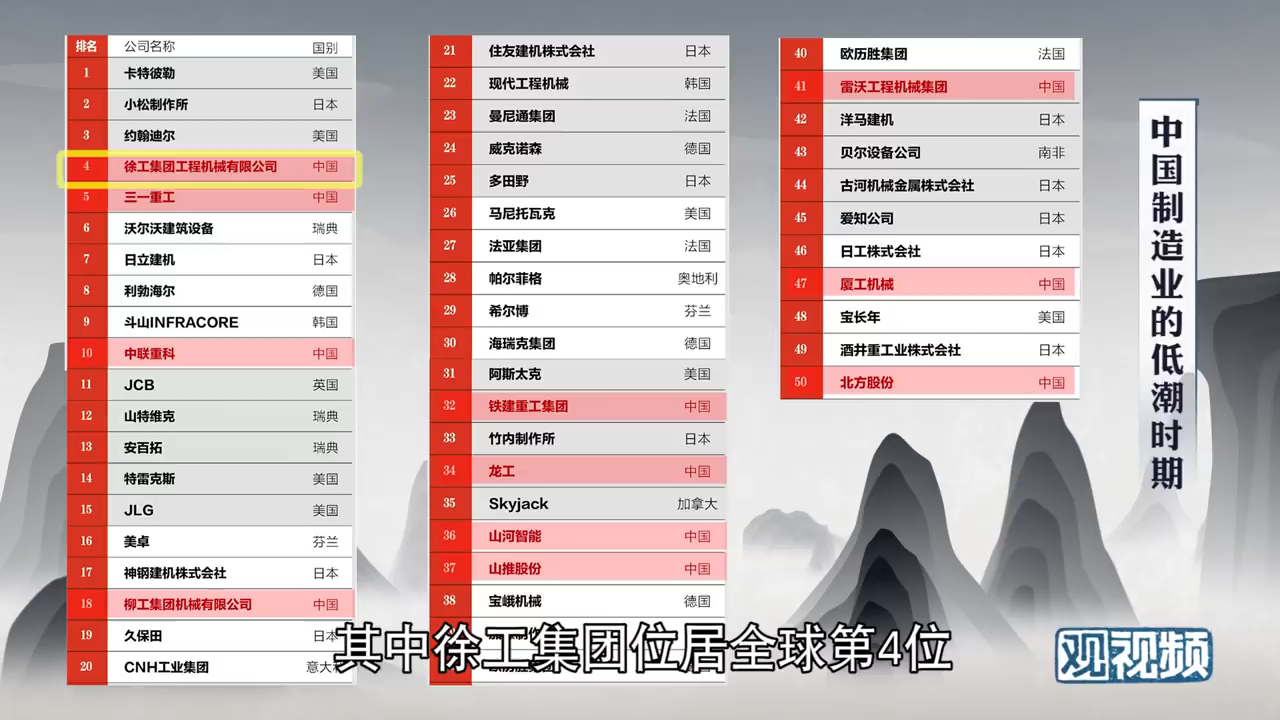 排名 公司名称 国别
1 卡特彼勒 美国
2 小松制作所 日本
3 约翰迪尔 美国
4 徐工集团工程机械有限公司 中国
5 三一重工 中国
6 沃尔沃建筑设备 瑞典
7 日立建机 日本
8 利勃海尔 德国
9 斗山INFRACORE 韩国
10 中联重科 中国
11 JCB 英国
12 山特维克 瑞典
13 安百拓 瑞典
14 特雷克斯 美国
15 JLG 美国
16 美卓 芬兰
17 神钢建机株式会社 日本
18 柳工集团机械有限公司 中国
19 久保田 日本
20 CNH工业集团 意大
21 住友建机株式会社 日本
22 现代工程机械 韩国
23 曼尼通集团 法国
24 威克诺森 德国
25 多田野 日本
26 马尼托瓦克 美国
27 法亚集团 法国
28 帕尔菲格 奥地利
29 希尔博 芬兰
30 海瑞克集团 德国
31 阿斯太克 美国
32 铁建重工集团 中国
33 竹内制作所 日本
34 龙工 中国
35 Skyjack 加拿大
36 山河智能 中国
37 山推股份 中国
38 宝峨机械 德国
40 欧历胜集团 法国
41 雷沃工程机械集团 中国
42 洋马建机 日本
43 贝尔设备公司 南非
44 古河机械金属株式会社 日本
45 爱知公司 日本
46 日工株式会社 日本
47 厦工机械 中国
48 宝长年 美国
49 酒井重工业株式会社 日本
50 北方股份 中国
中国制造业的低潮时期
其中徐工集团位居全球第4位
观视频